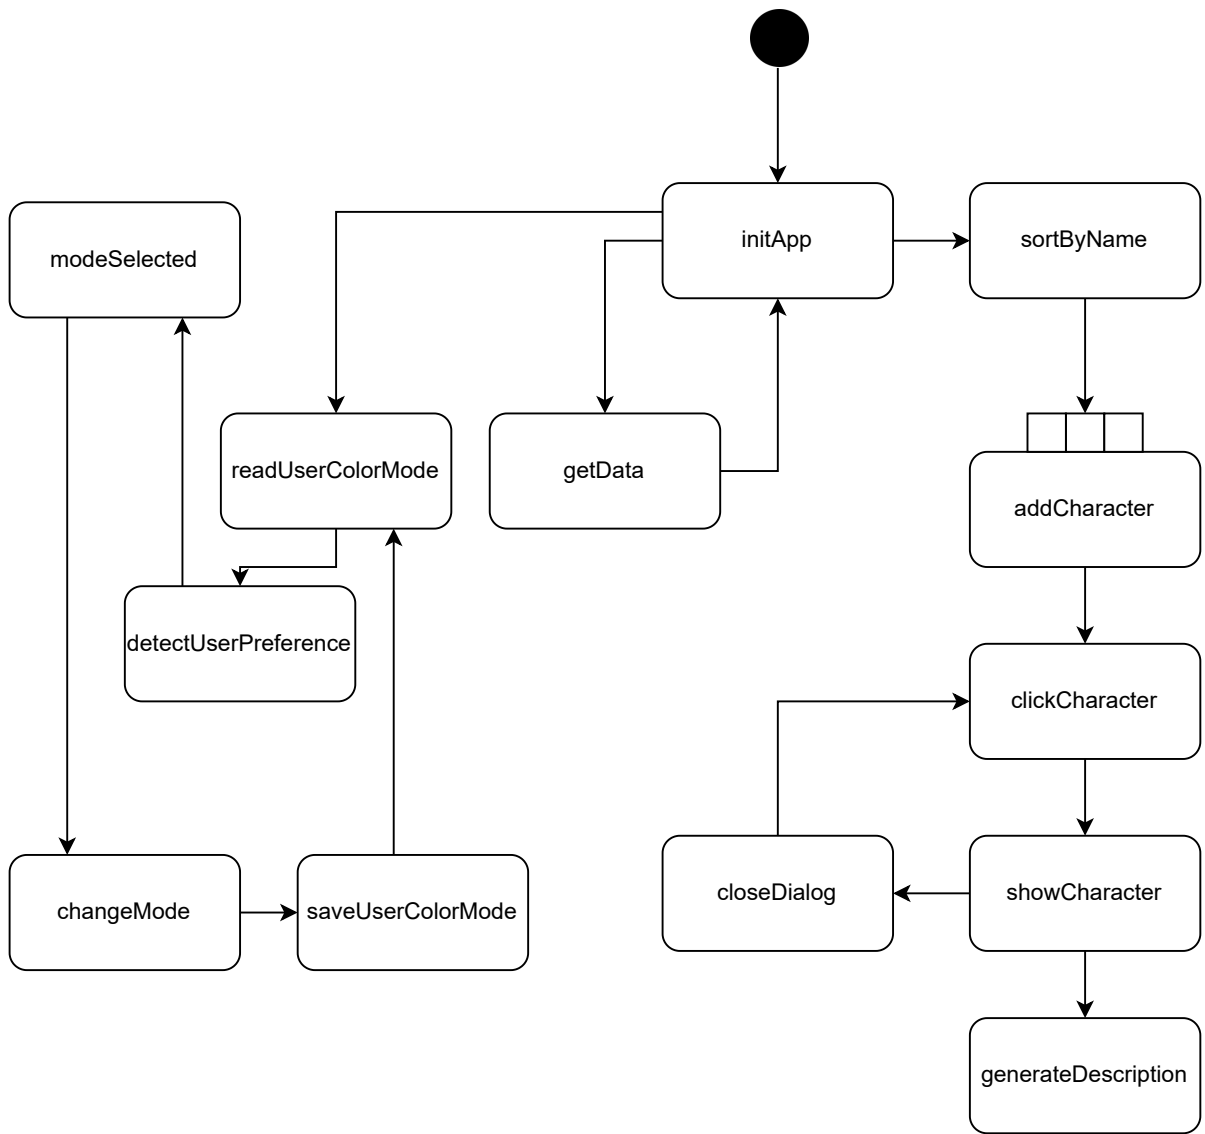 initApp
sortByName
modeSelected
readUserColorMode
getData
addCharacter
detectUserPreference
clickCharacter
changeMode
saveUserColorMode
closeDialog
showCharacter
generateDescription